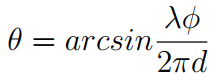 θ = arcsin λϕ / 2πd